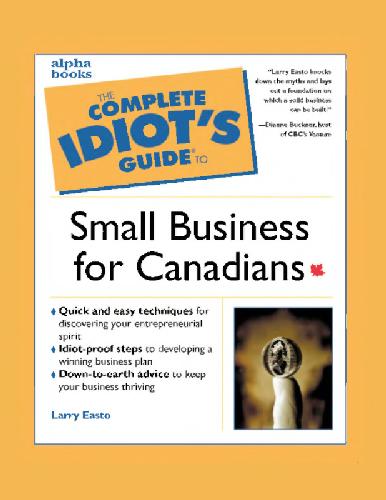 alpha
books
THE
COMPLETE
IDIOT'S
GUIDE® TO
"Larry Easto knocks
down the myths and lays
out a foundation on
which a solid business
can be built."
—Dianne Buckner, host of
CBC's Venture
Small Business
for Canadians
Quick and easy techniques for
discovering your entrepreneurial
spirit
Idiot-proof steps to developing a
winning business plan
Down-to-earth advice to keep
your business thriving
Larry Easto